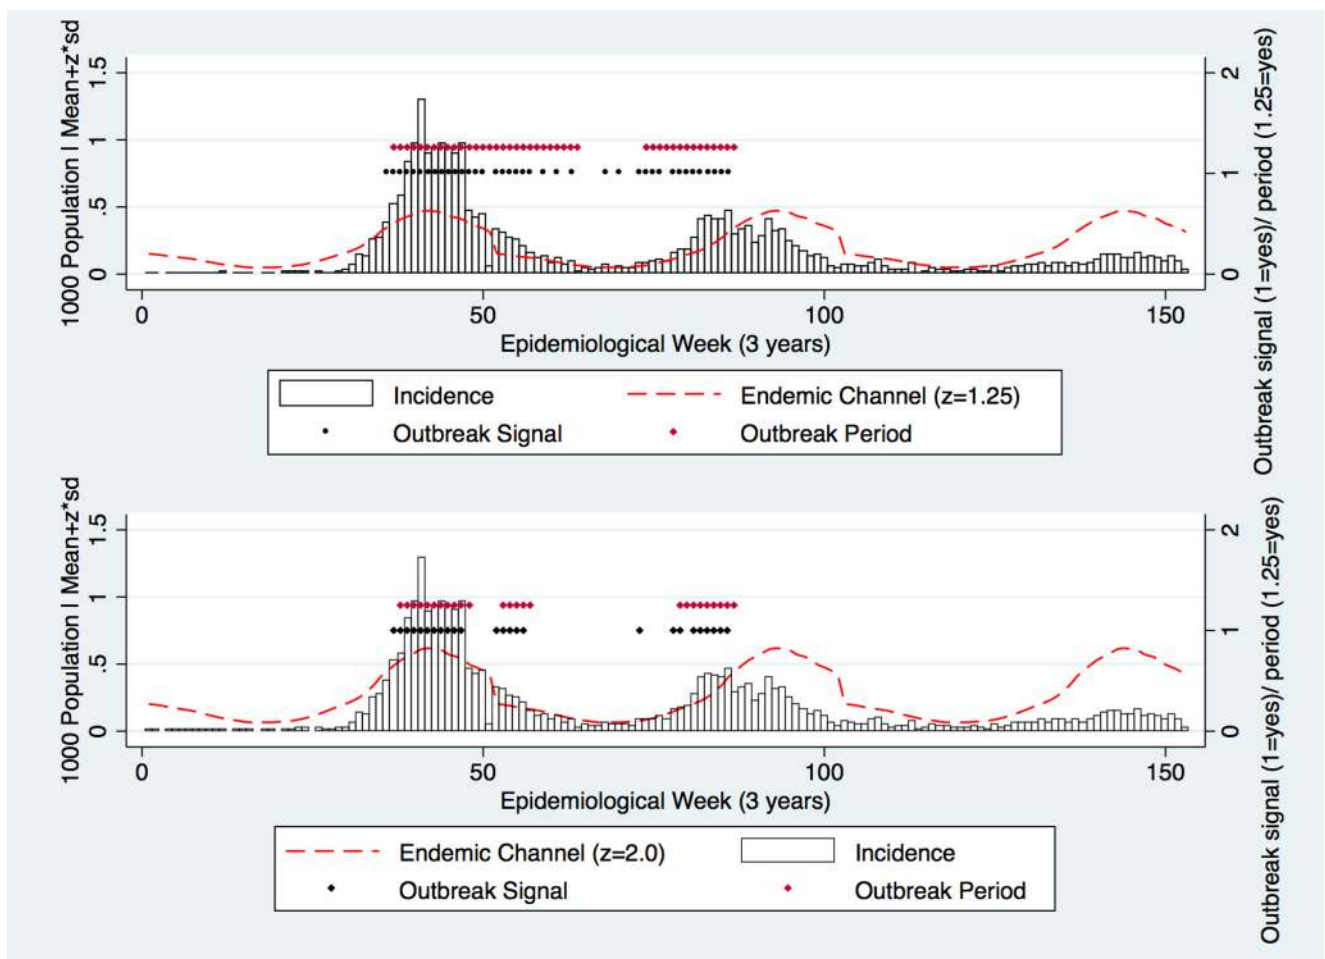 1000 Population | Mean+z*sd
1.5
1
.5
0
2
1
0
Outbreak signal (1=yes)/ period (1.25=yes)
0 50 100 150
Epidemiological Week (3 years)
Incidence Endemic Channel (z=1.25)
Outbreak Signal Outbreak Period
1000 Population | Mean+z*sd
1.5
1
.5
0
2
1
0
Outbreak signal (1=yes)/ period (1.25=yes)
0 50 100 150
Epidemiological Week (3 years)
Endemic Channel (z=2.0) Incidence
Outbreak Signal Outbreak Period